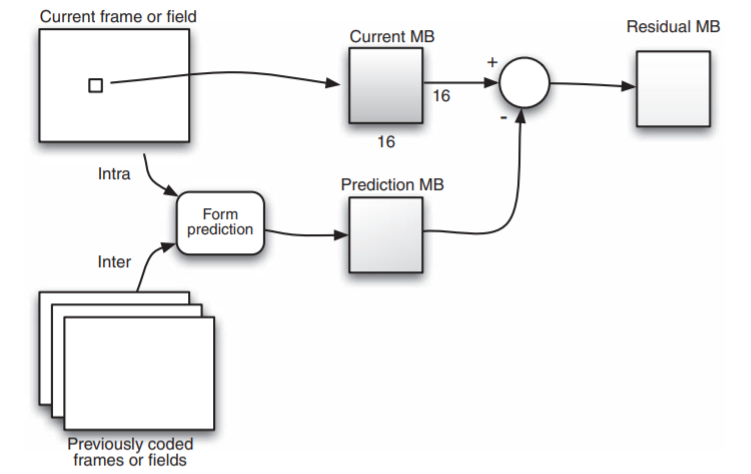 Current frame or field
Current MB
Residual MB
+
16
-
16
Intra
Prediction MB
Form
prediction
Inter
Previously coded
frames or fields